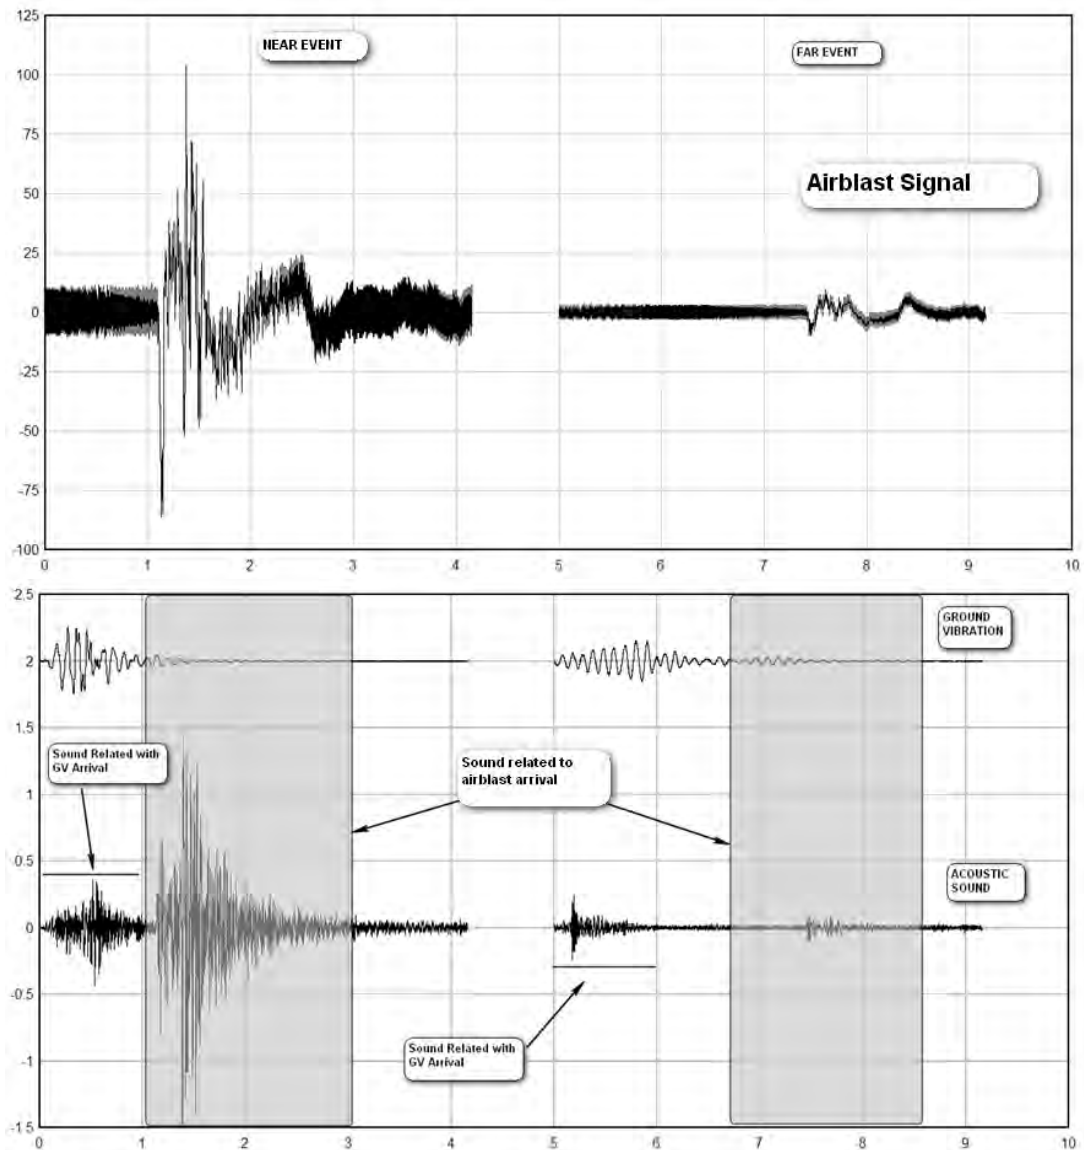 125
NEAR EVENT
FAR EVENT
100
75
Airblast Signal
50
25
0
-25
-50
-75
-100
0 1 2 3 4 5 6 7 8 9 10
2.5
GROUND
VIBRATION
2
1.5
Sound Related with
GV Arrival
Sound related to
airblast arrival
1
0.5
ACOUSTIC
SOUND
0
-0.5
Sound Related with
GV Arrival
-1
-1.5
0 1 2 3 4 5 6 7 8 9 10